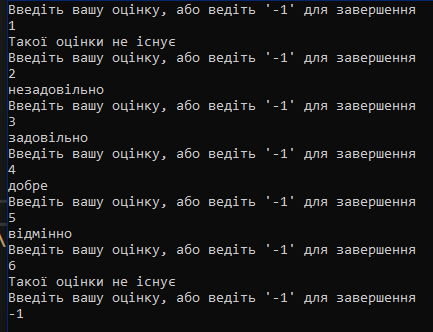 Введіть вашу оцінку, або ведіть '-1' для завершення
1
Такої оцінки не існує
Введіть вашу оцінку, або ведіть '-1' для завершення
2
незадовільно
Введіть вашу оцінку, або ведіть '-1' для завершення
3
задовільно
Введіть вашу оцінку, або ведіть '-1' для завершення
4
добре
Введіть вашу оцінку, або ведіть '-1' для завершення
5
відмінно
Введіть вашу оцінку, або ведіть '-1' для завершення
6
Такої оцінки не існує
Введіть вашу оцінку, або ведіть '-1' для завершення
-1